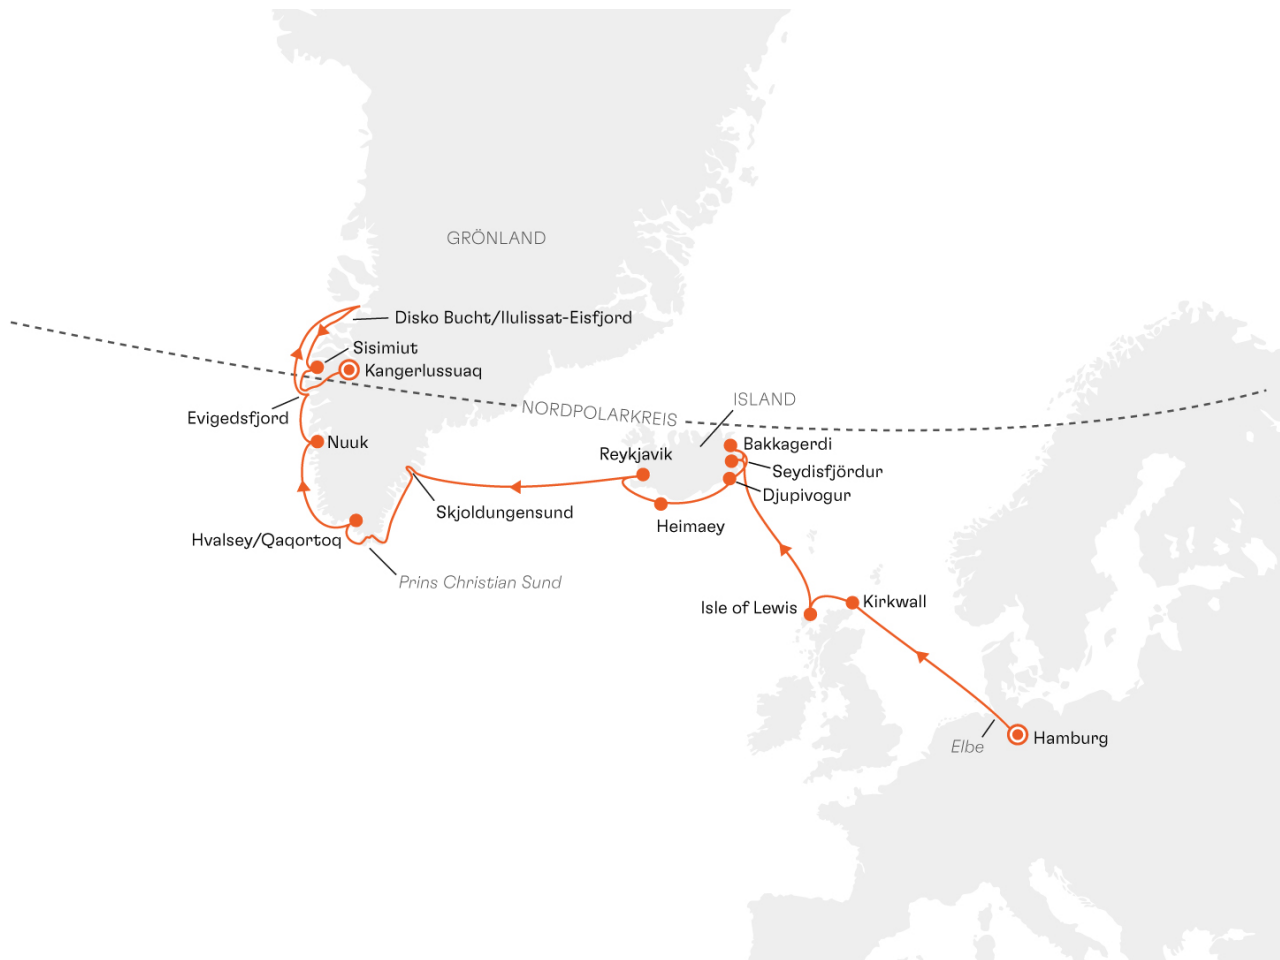 GRÖNLAND
Disko Bucht/Ilulissat-Eisfjord
Sisimiut
Kangerlussuaq
NORDPOLARKREIS
ISLAND
Evigedsfjord
Nuuk
Bakkagerdi
Reykjavik
Seydisfjördur
Djupivogur
Skjoldungensund
Heimaey
Hvalsey/Qaqortoq
Prins Christian Sund
Isle of Lewis
Kirkwall
Elbe
Hamburg